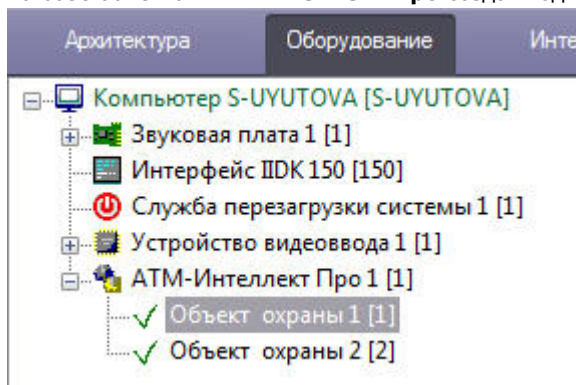 Архитектура Оборудование Инте
Компьютер S-UYUTOVA [S-UYUTOVA]
Звуковая плата 1 [1]
Интерфейс IIDK 150 [150]
Служба перезагрузки системы 1 [1]
Устройство видеоввода 1 [1]
АТМ-Интеллект Про 1 [1]
Объект охраны 1 [1]
Объект охраны 2 [2]